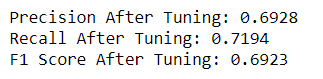 Precision After Tuning: 0.6928
Recall After Tuning: 0.7194
F1 Score After Tuning: 0.6923